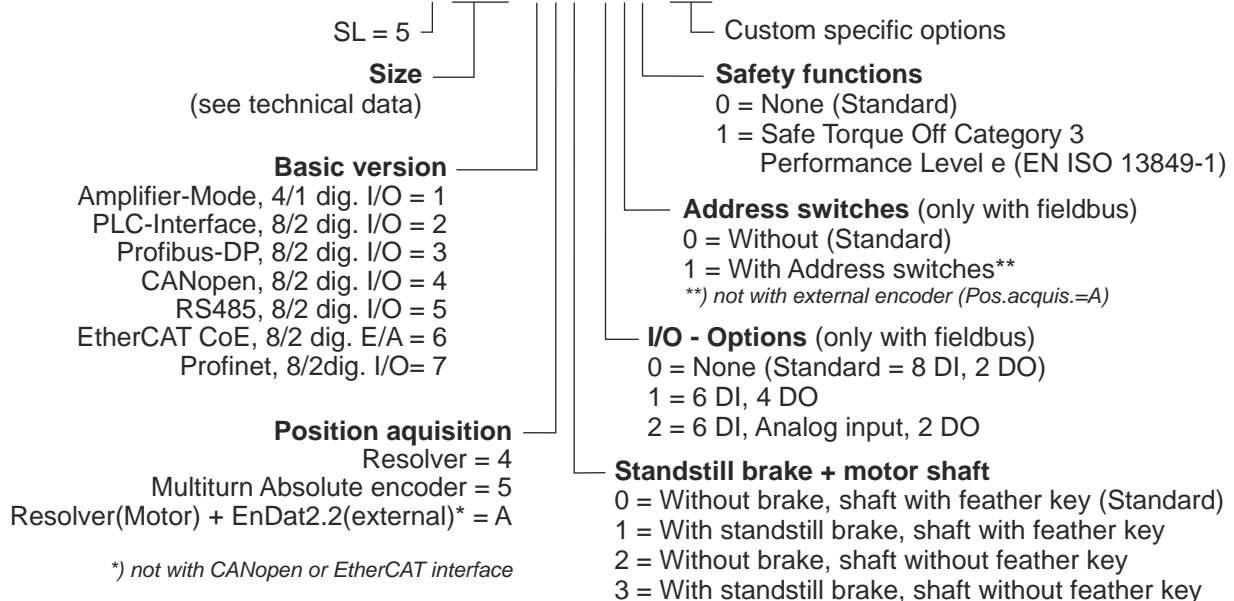 SL = 5
Size
(see technical data)
Basic version
Amplifier-Mode, 4/1 dig. I/O = 1
PLC-Interface, 8/2 dig. I/O = 2
Profibus-DP, 8/2 dig. I/O = 3
CANopen, 8/2 dig. I/O = 4
RS485, 8/2 dig. I/O = 5
EtherCAT CoE, 8/2 dig. E/A = 6
Profinet, 8/2dig. I/O= 7
Position aquisition
Resolver = 4
Multiturn Absolute encoder = 5
Resolver(Motor) + EnDat2.2(external)* = A
*) not with CANopen or EtherCAT interface
Custom specific options
Safety functions
0 = None (Standard)
1 = Safe Torque Off Category 3
Performance Level e (EN ISO 13849-1)
Address switches (only with fieldbus)
0 = Without (Standard)
1 = With Address switches**
**) not with external encoder (Pos.acquis.=A)
I/O - Options (only with fieldbus)
0 = None (Standard = 8 DI, 2 DO)
1 = 6 DI, 4 DO
2 = 6 DI, Analog input, 2 DO
Standstill brake + motor shaft
0 = Without brake, shaft with feather key (Standard)
1 = With standstill brake, shaft with feather key
2 = Without brake, shaft without feather key
3 = With standstill brake, shaft without feather key